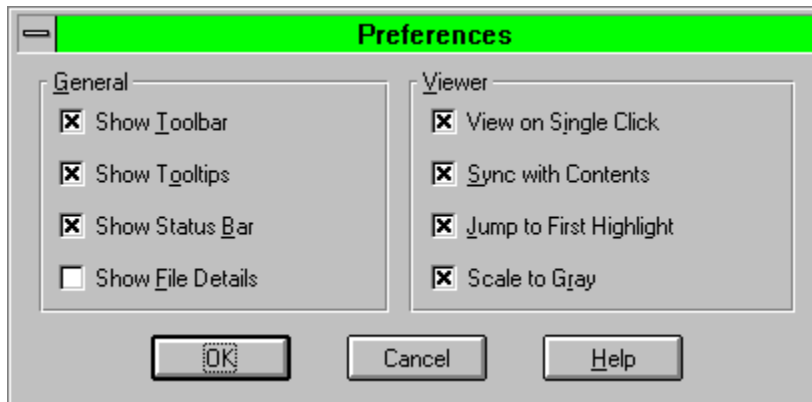 Preferences
General
Show Toolbar
Show Tooltips
Show Status Bar
Show File Details
Viewer
View on Single Click
Sync with Contents
Jump to First Highlight
Scale to Gray
OK
Cancel
Help